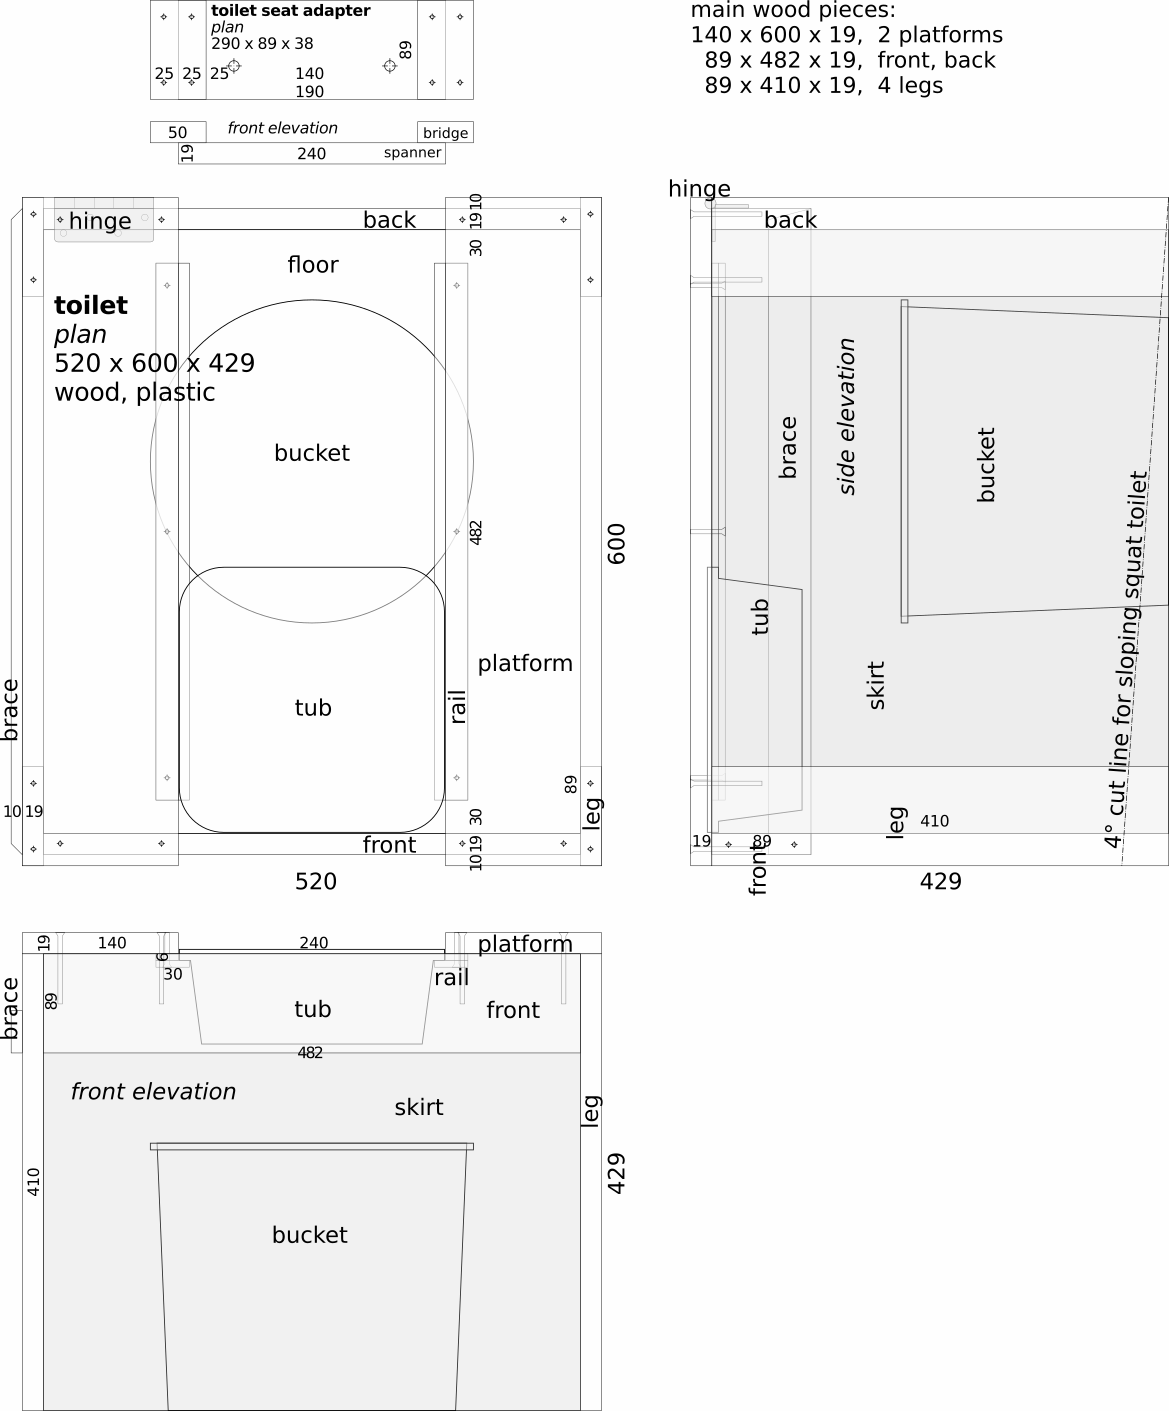 toilet seat adapter
plan
290 x 89 x 38
89
25 25 25 140
190
50 front elevation bridge
19 240 spanner
main wood pieces:
140 x 600 x 19, 2 platforms
89 x 482 x 19, front, back
89 x 410 x 19, 4 legs
hinge back
10
19
30
floor
toilet
plan
520 x 600 x 429
wood, plastic
bucket
482
600
platform
tub
rail
brace
89
10 19
leg
30
front
19
10
520
hinge
back
side elevation
brace
bucket
tub
skirt
4° cut line for sloping squat toilet
leg
410
19 89
front
429
19 140 240 platform
6
30 rail
brace
89
tub front
482
front elevation
skirt
leg
410
429
bucket